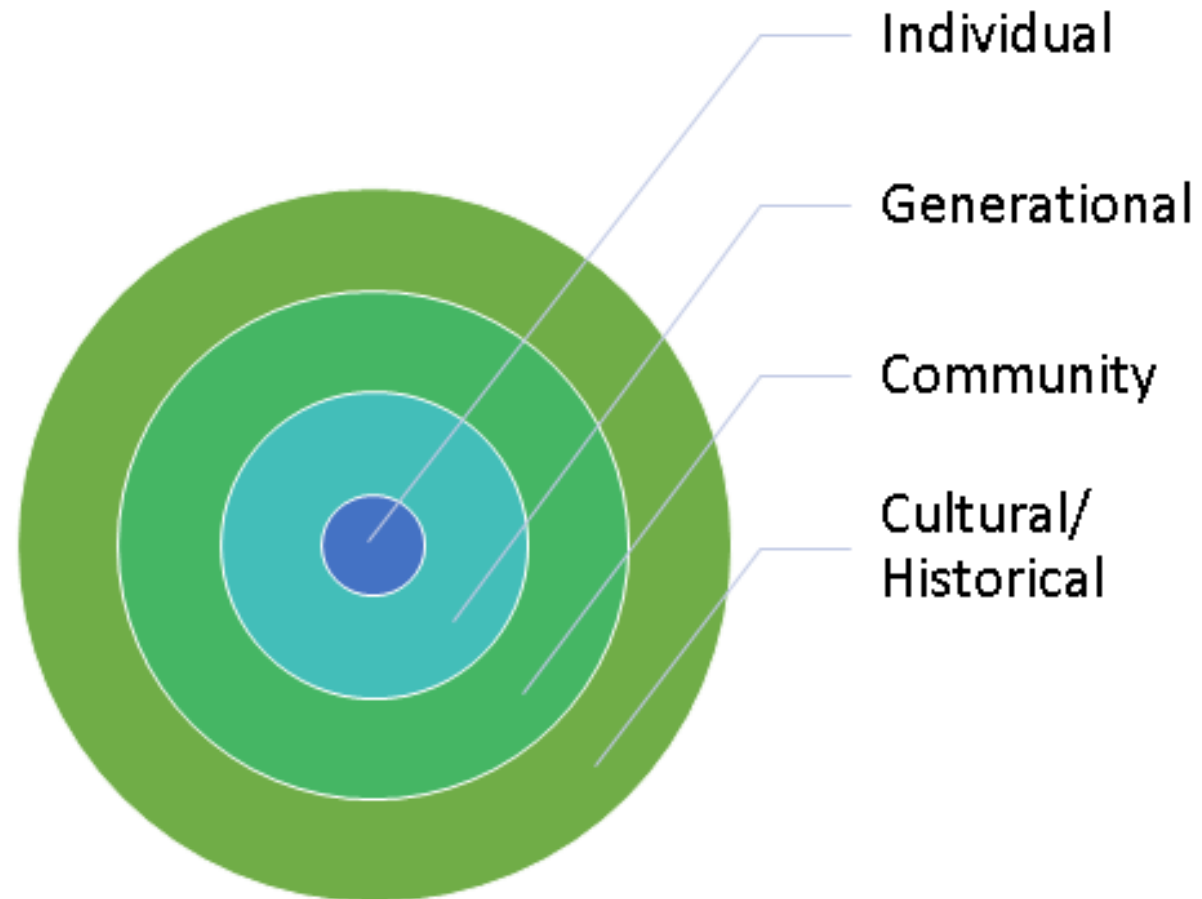 Individual
Generational
Community
Cultural/
Historical